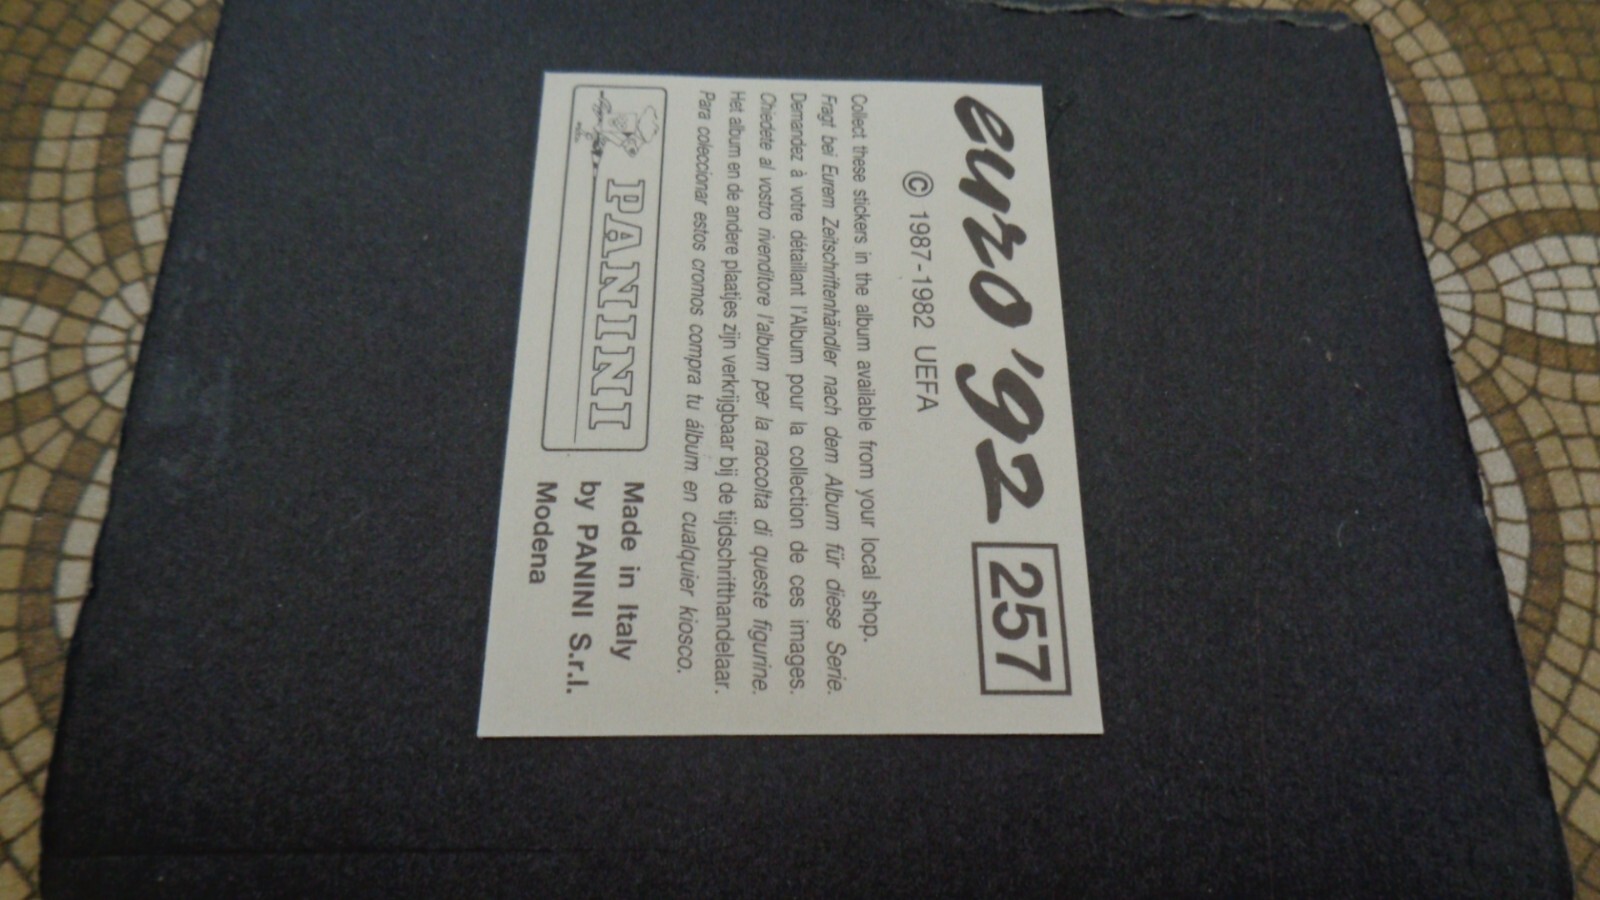 euro '92 257
© 1987-1982 UEFA
Collect these stickers in the album available from your local shop.
Fragt bei Eurem Zeitschriftenhändler nach dem Album für diese Serie.
Demandez à votre détaillant l'Album pour la collection de ces images.
Chiedete al vostro rivenditore l'album per la raccolta di queste figurine.
Het album en de andere plaatjes zijn verkrijgbaar bij de tijdschrifthandelaar.
Para coleccionar estos cromos compra tu álbum en cualquier kiosco.
PANINI
Made in Italy
by PANINI S.r.l.
Modena